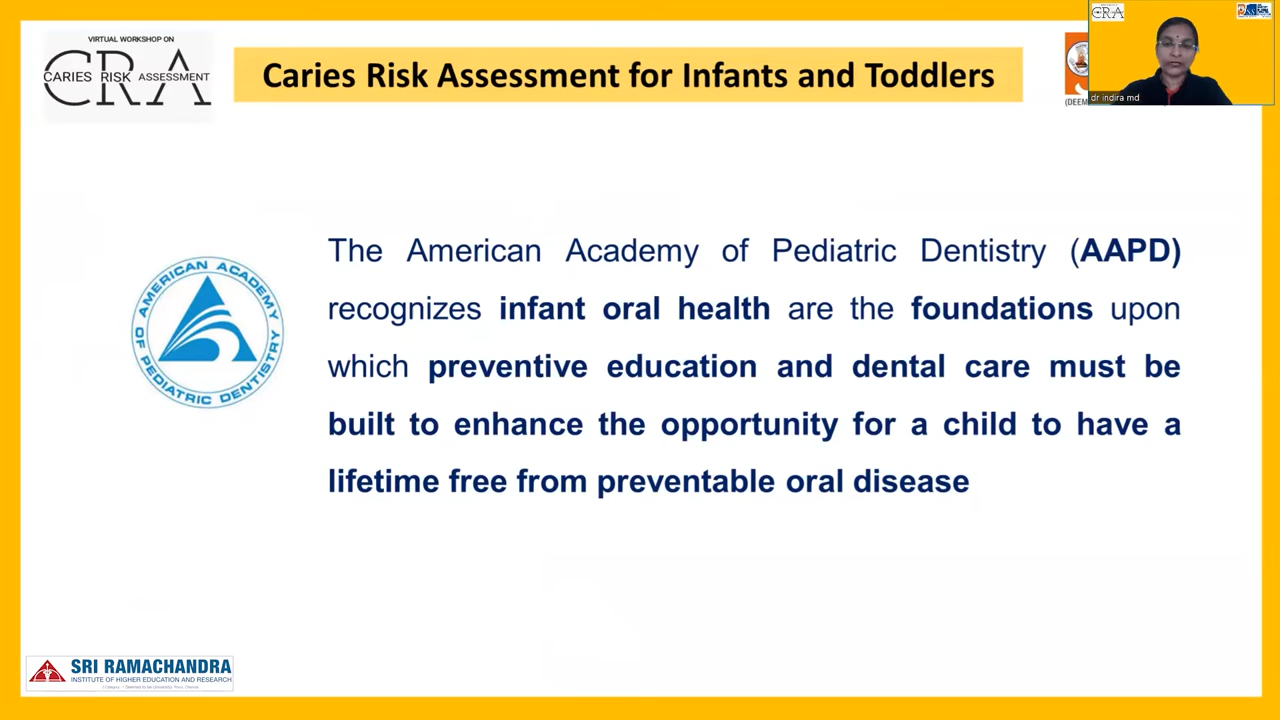 VIRTUAL WORKSHOP ON
CRA
CARIES RISK ASSESSMENT
Caries Risk Assessment for Infants and Toddlers
(DEEM
CRA
dr indira md
AMERICAN ACADEMY OF PEDIATRIC DENTISTRY
The American Academy of Pediatric Dentistry (AAPD)
recognizes infant oral health are the foundations upon
which preventive education and dental care must be
built to enhance the opportunity for a child to have a
lifetime free from preventable oral disease
SRI RAMACHANDRA
INSTITUTE OF HIGHER EDUCATION AND RESEARCH